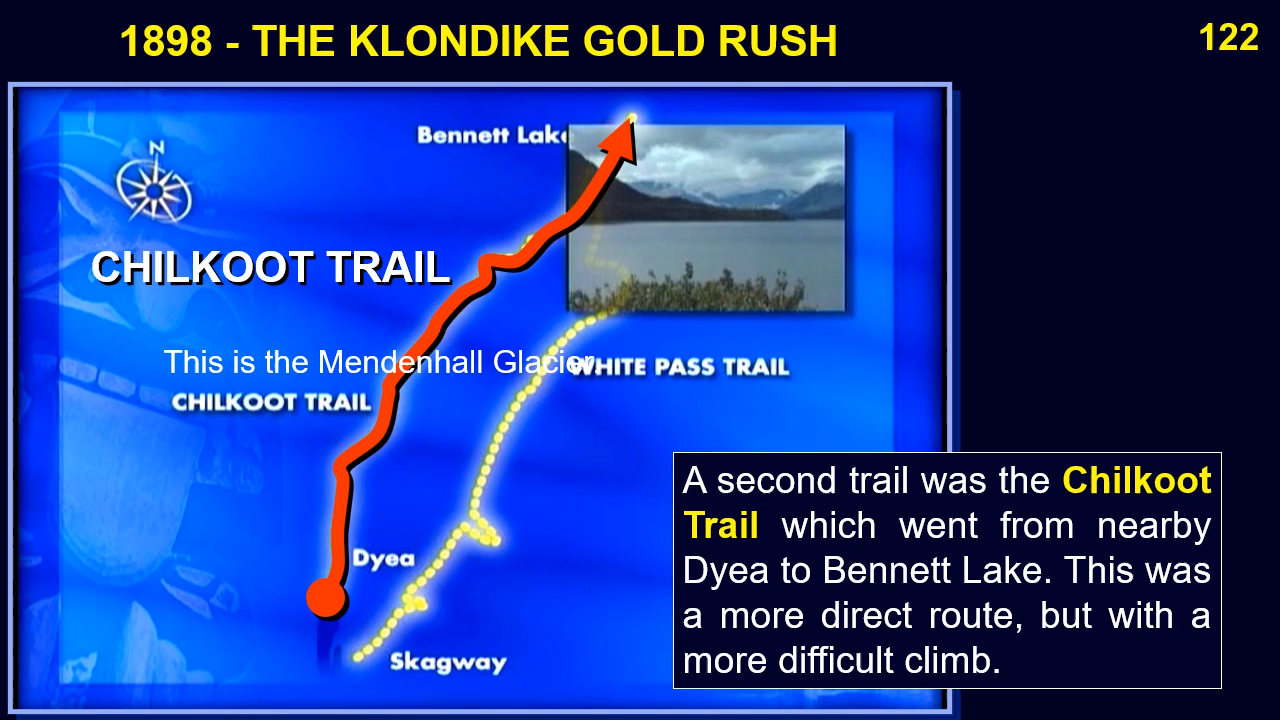 1898 - THE KLONDIKE GOLD RUSH
122
Bennett Lake
N
CHILKOOT TRAIL
This is the Mendenhall Glacier.
WHITE PASS TRAIL
CHILKOOT TRAIL
A second trail was the Chilkoot
Trail which went from nearby
Dyea to Bennett Lake. This was
a more direct route, but with a
more difficult climb.
Dyea
Skagway